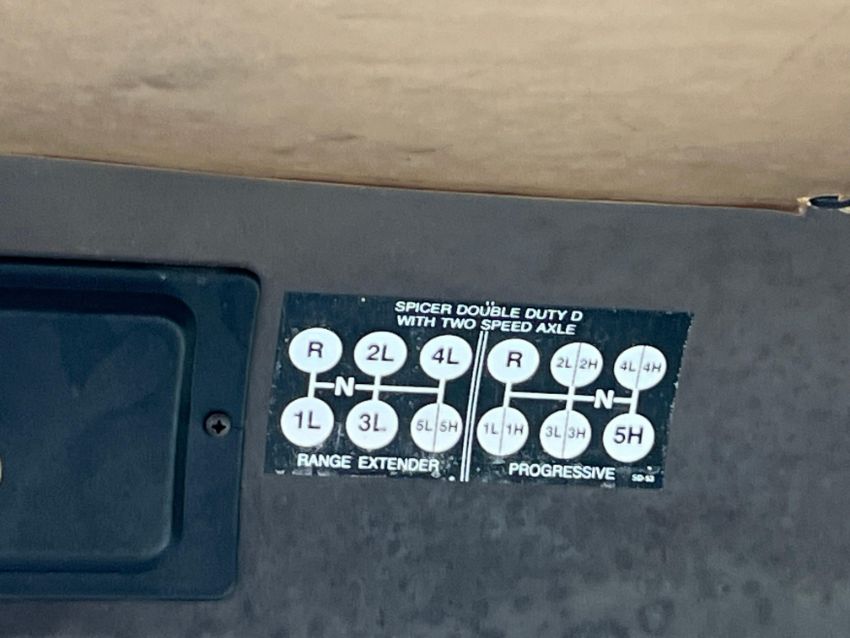 SPICER DOUBLE DUTY D
WITH TWO SPEED AXLE
R 2L 4L
N
1L 3L 5L 5H
RANGE EXTENDER
R 2L 2H 4L 4H
N
1L 1H 3L 3H 5H
PROGRESSIVE
SD-53